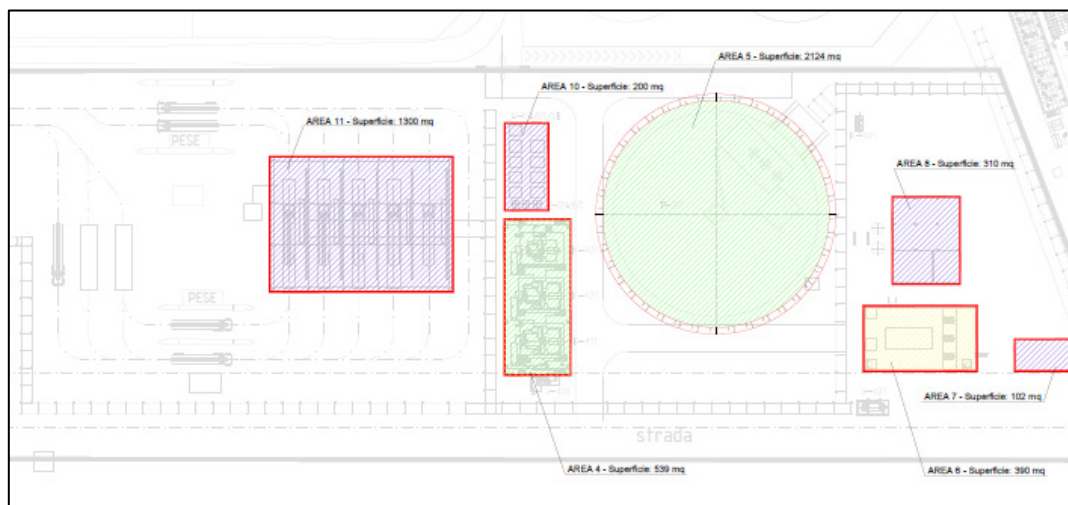 AREA 5 - Superficie: 2124 mq
AREA 10 - Superficie: 200 mq
AREA 11 - Superficie: 1300 mq
PESE
AREA 8 - Superficie: 310 mq
PESE
AREA 7 - Superficie: 102 mq
strada
AREA 4 - Superficie: 539 mq
AREA 6 - Superficie: 390 mq